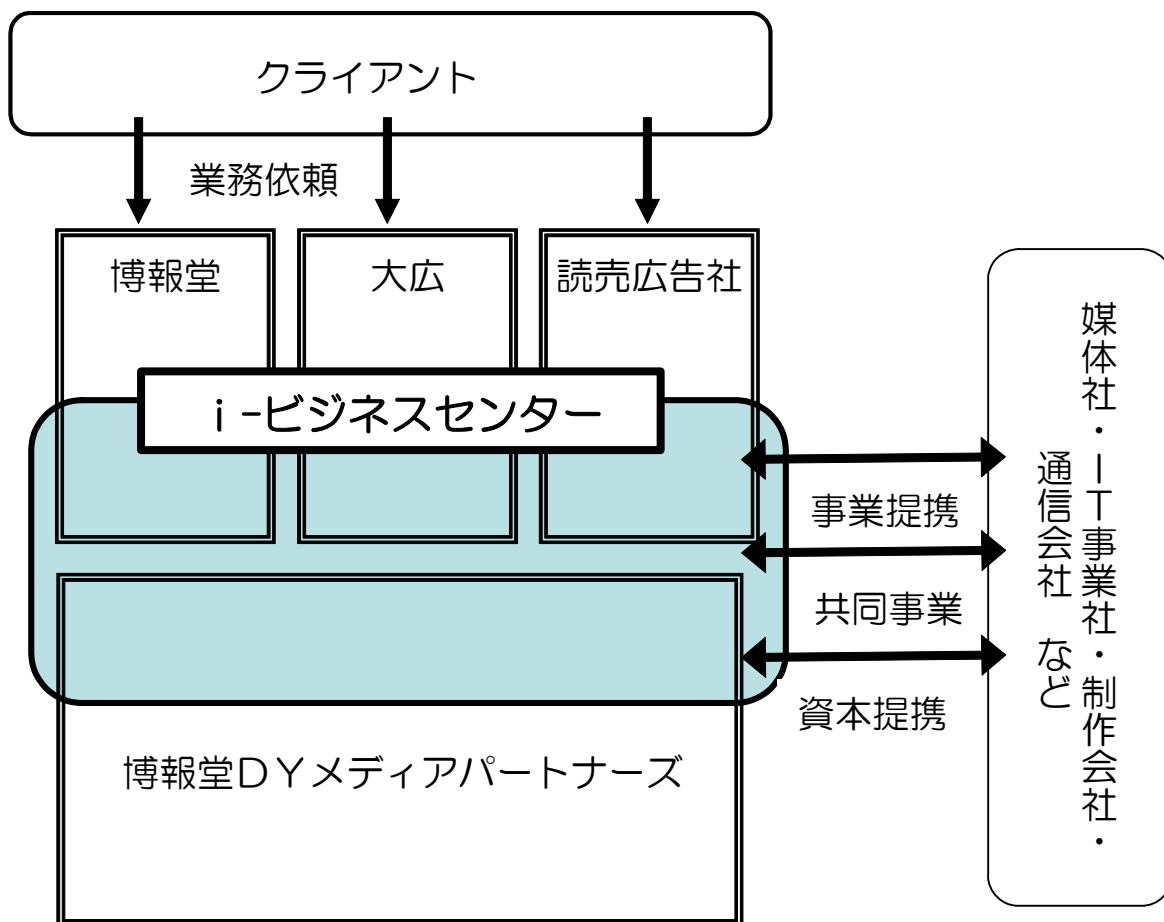 クライアント
業務依頼
博報堂
大広
読売広告社
ｉ-ビジネスセンター
事業提携
共同事業
資本提携
博報堂ＤＹメディアパートナーズ
媒体社・ＩＴ事業社・制作会社・
通信会社　など